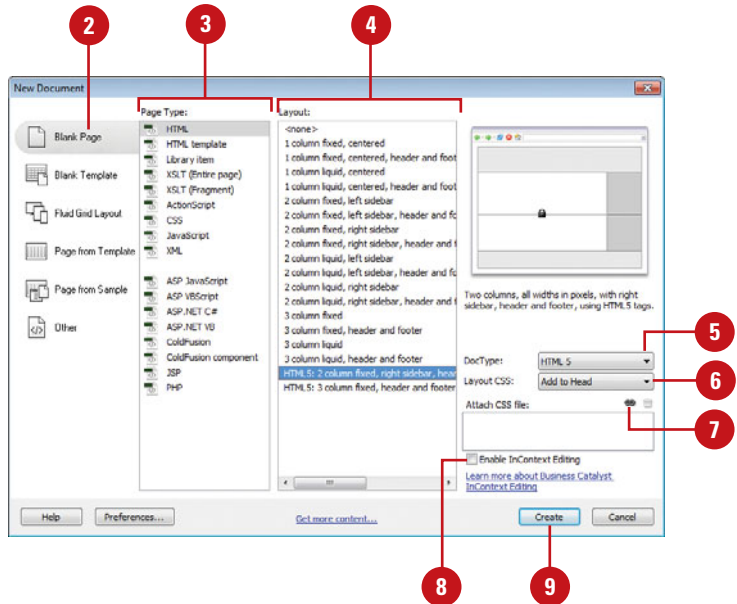 2
3
4
New Document
Page Type:
Layout:
Blank Page
Blank Template
Fluid Grid Layout
Page from Template
Page from Sample
Other
HTML
HTML template
Library item
XSLT (Entire page)
XSLT (Fragment)
ActionScript
CSS
JavaScript
XML
ASP JavaScript
ASP VBScript
ASP.NET C#
ASP.NET VB
ColdFusion
ColdFusion component
JSP
PHP
<none>
1 column fixed, centered
1 column fixed, centered, header and foot
1 column liquid, centered
1 column liquid, centered, header and foot
2 column fixed, left sidebar
2 column fixed, left sidebar, header and fo
2 column fixed, right sidebar
2 column fixed, right sidebar, header and f
2 column liquid, left sidebar
2 column liquid, left sidebar, header and fo
2 column liquid, right sidebar
2 column liquid, right sidebar, header and f
3 column fixed
3 column fixed, header and footer
3 column liquid
3 column liquid, header and footer
HTML5: 2 column fixed, right sidebar, head
HTML5: 3 column fixed, header and footer
Two columns, all widths in pixels, with right
sidebar, header and footer, using HTML5 tags.
5
DocType: HTML 5
6
Layout CSS: Add to Head
Attach CSS file:
7
8
Enable InContext Editing
Learn more about Business Catalyst
InContext Editing
Help
Preferences...
Get more content...
Create
Cancel
9